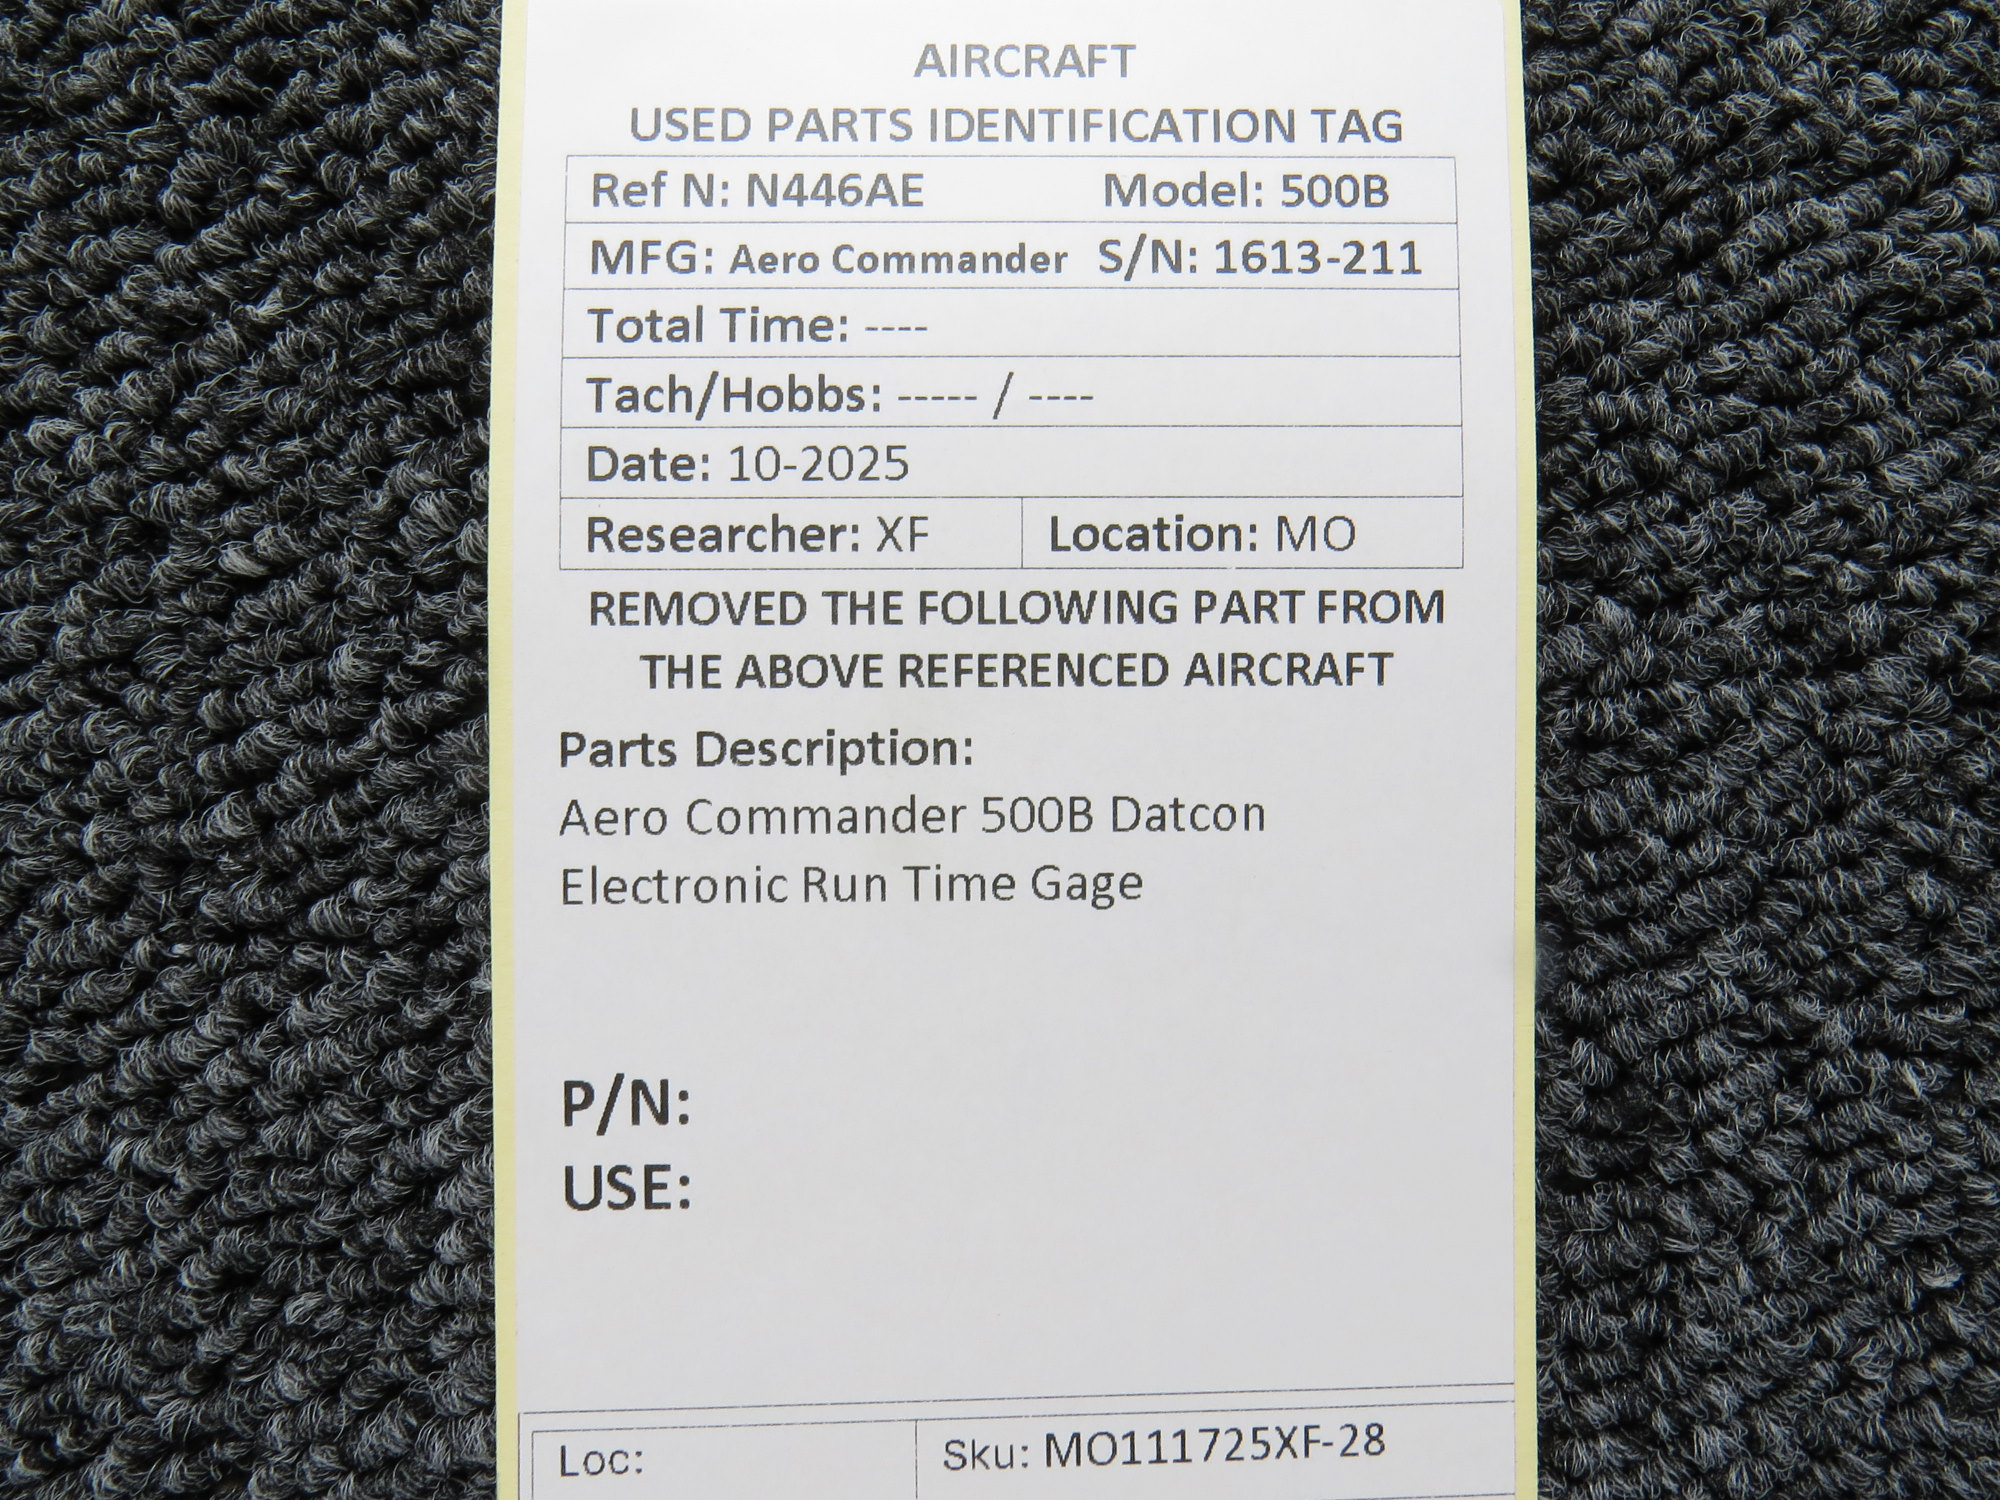 AIRCRAFT
USED PARTS IDENTIFICATION TAG
Ref N: N446AE Model: 500B
MFG: Aero Commander S/N: 1613-211
Total Time: ----
Tach/Hobbs: ----- / ----
Date: 10-2025
Researcher: XF Location: MO
REMOVED THE FOLLOWING PART FROM
THE ABOVE REFERENCED AIRCRAFT
Parts Description:
Aero Commander 500B Datcon
Electronic Run Time Gage
P/N:
USE:
Loc: Sku: MO111725XF-28